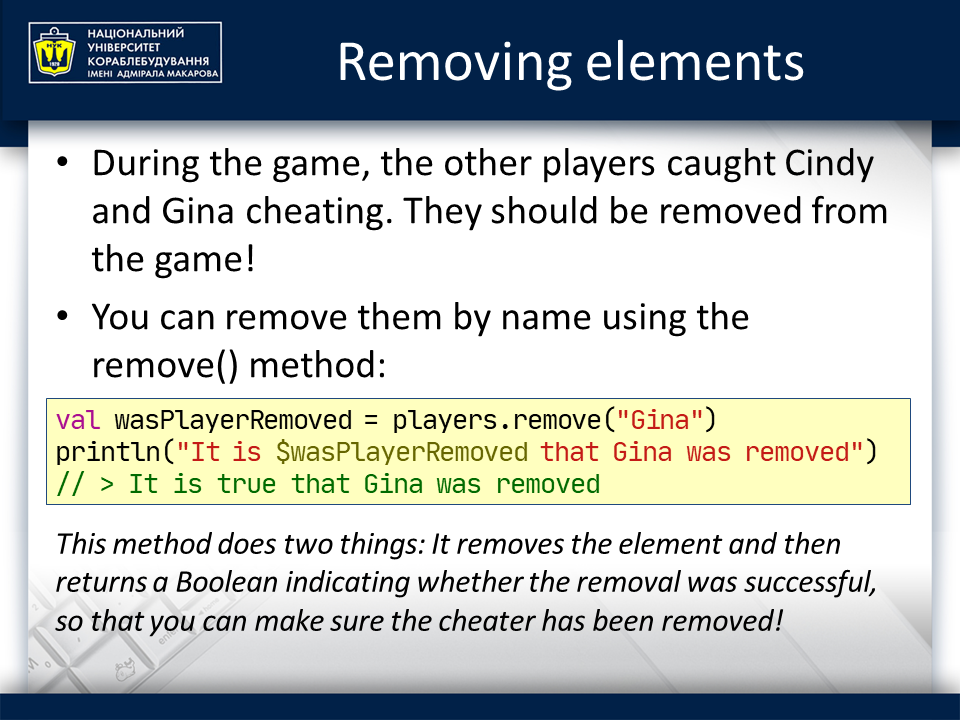 НАЦІОНАЛЬНИЙ
УНІВЕРСИТЕТ
КОРАБЛЕБУДУВАННЯ
ІМЕНІ АДМІРАЛА МАКАРОВА
НУК
1920
Removing elements
• During the game, the other players caught Cindy
and Gina cheating. They should be removed from
the game!
• You can remove them by name using the
remove() method:
val wasPlayerRemoved = players.remove("Gina")
println("It is $wasPlayerRemoved that Gina was removed")
// > It is true that Gina was removed
This method does two things: It removes the element and then
returns a Boolean indicating whether the removal was successful,
so that you can make sure the cheater has been removed!